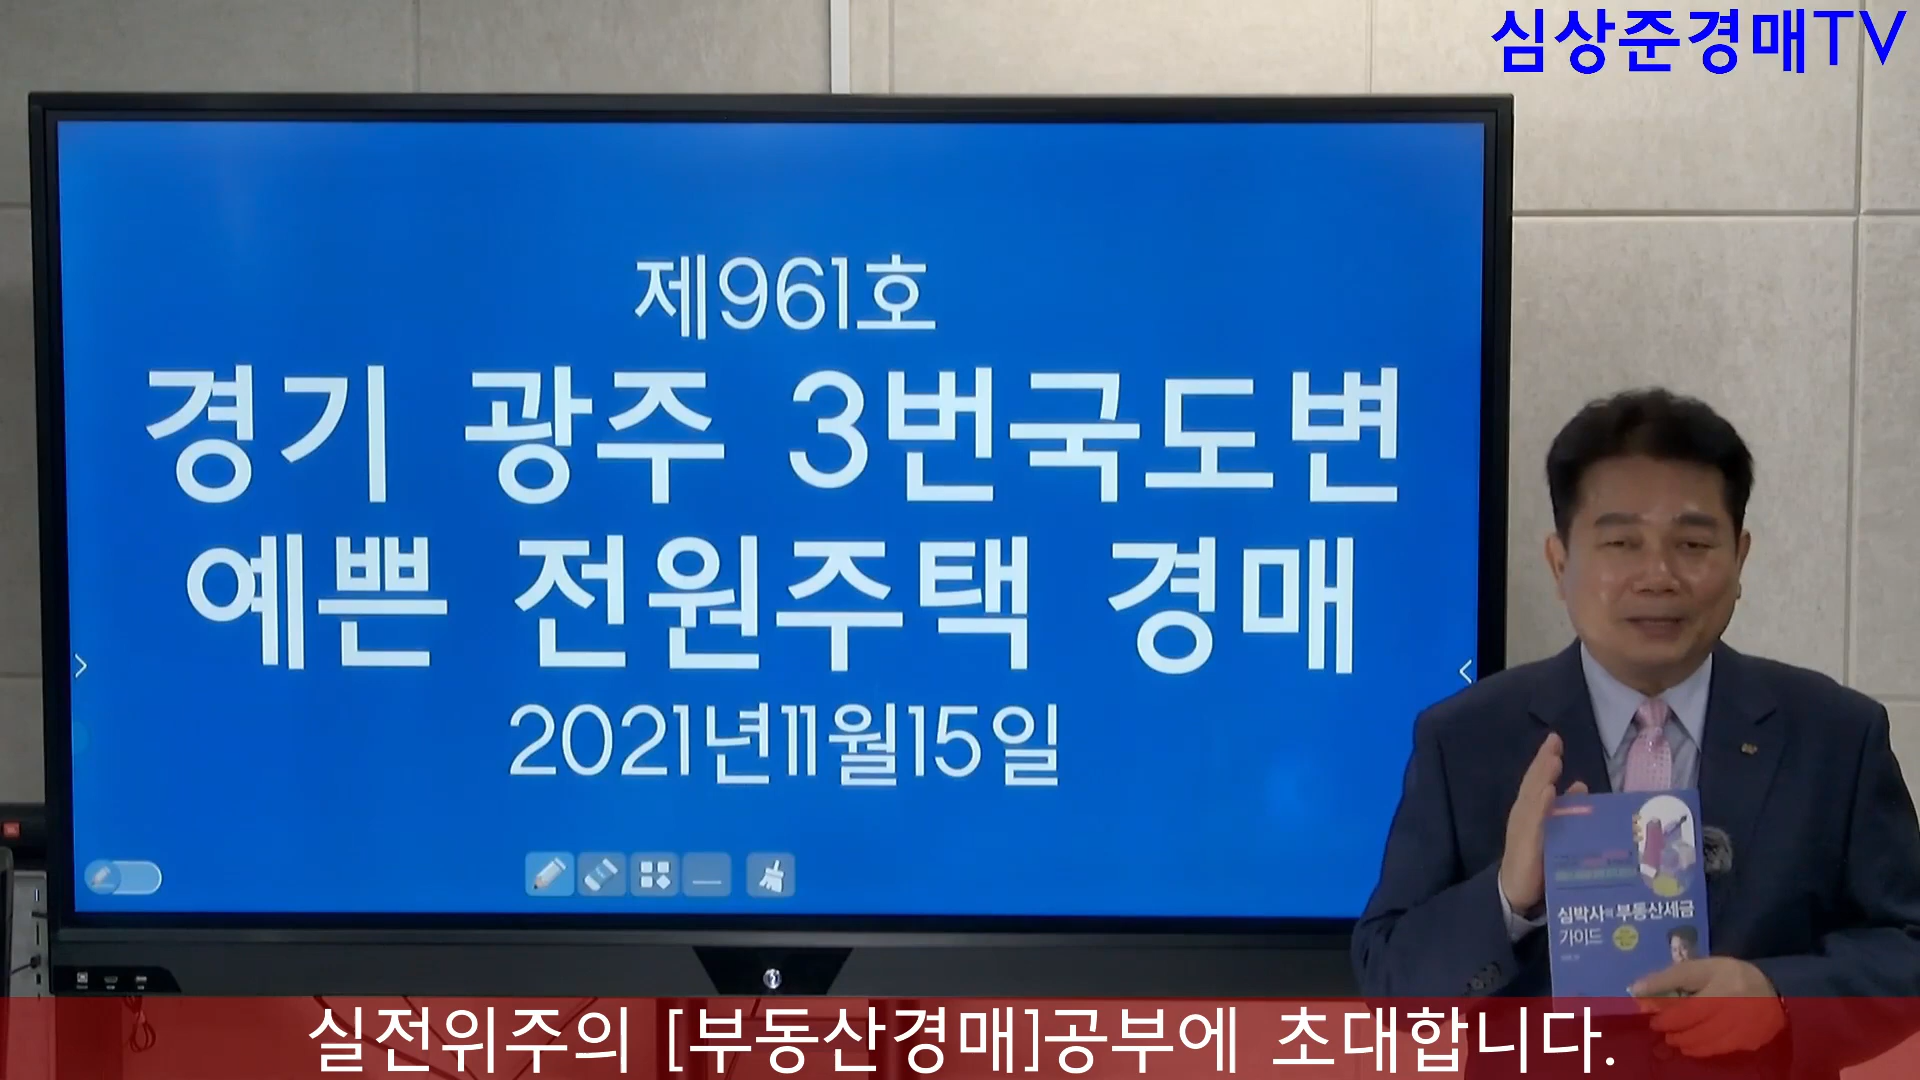 심상준경매TV
제961호
경기 광주 3번국도변
예쁜 전원주택 경매
2021년11월15일
심박사의 부동산세금
가이드
실전위주의 [부동산경매]공부에 초대합니다.